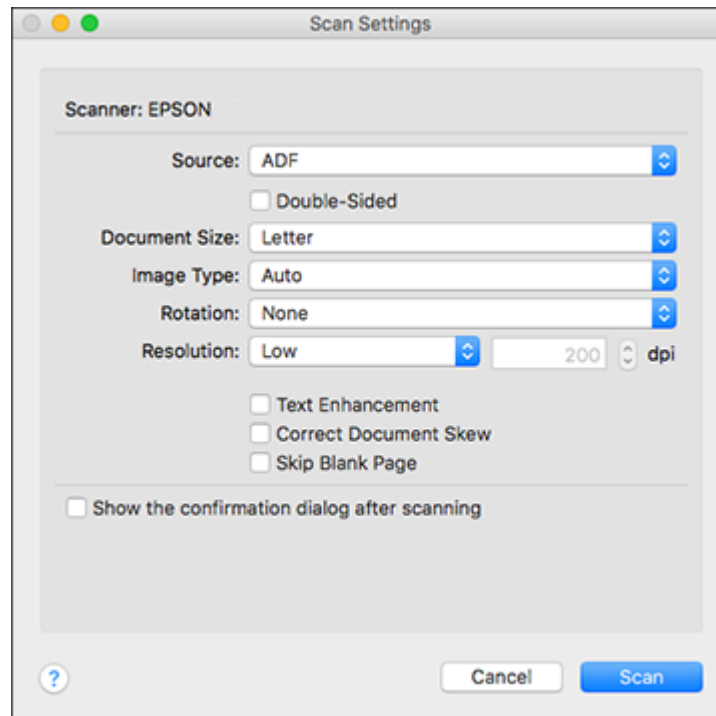 Scan Settings
Scanner: EPSON
Source: ADF
Double-Sided
Document Size: Letter
Image Type: Auto
Rotation: None
Resolution: Low 200 dpi
Text Enhancement
Correct Document Skew
Skip Blank Page
Show the confirmation dialog after scanning
? Cancel Scan